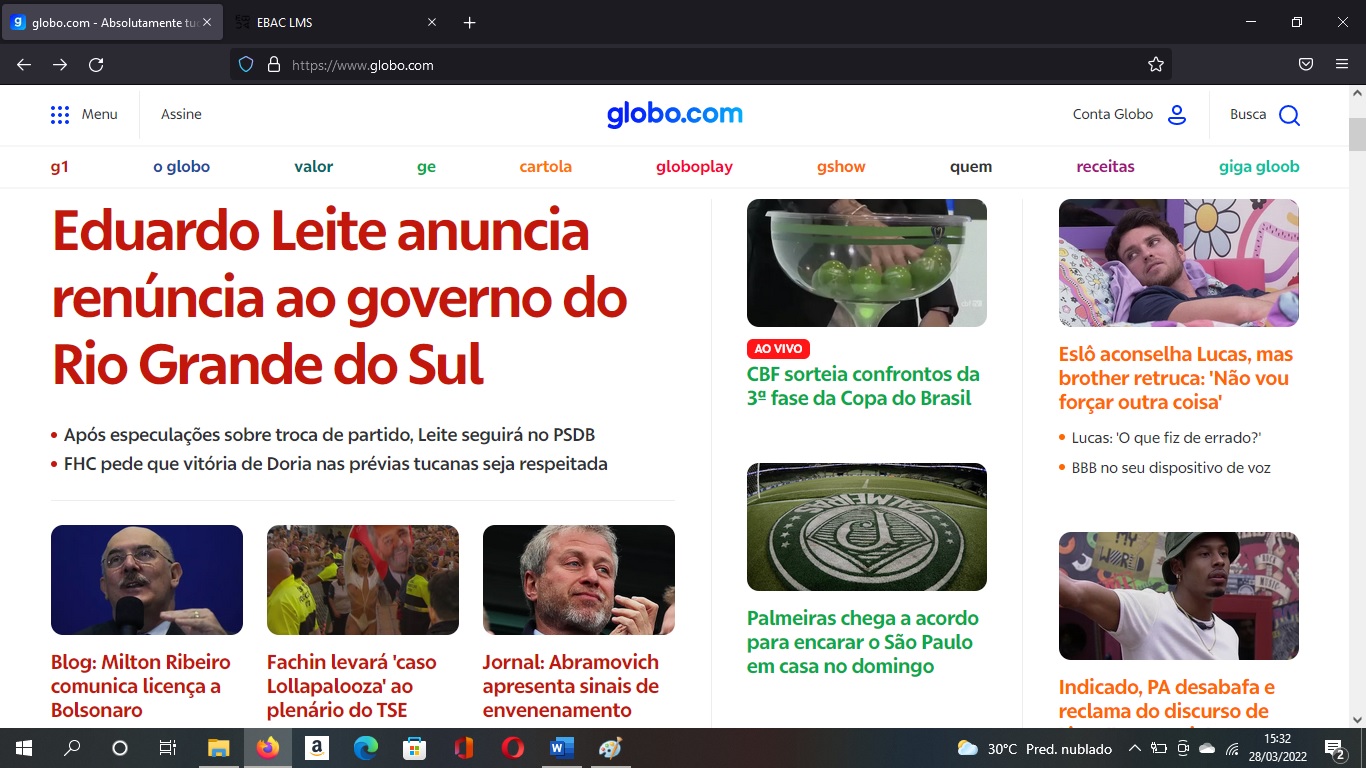 globo.com - Absolutamente tuc
EBAC LMS
https://www.globo.com
Menu
Assine
globo.com
Conta Globo
Busca
g1
o globo
valor
ge
cartola
globoplay
gshow
quem
receitas
giga gloob
Eduardo Leite anuncia
renúncia ao governo do
Rio Grande do Sul
Após especulações sobre troca de partido, Leite seguirá no PSDB
FHC pede que vitória de Doria nas prévias tucanas seja respeitada
Blog: Milton Ribeiro
comunica licença a
Bolsonaro
Fachin levará 'caso
Lollapalooza' ao
plenário do TSE
Jornal: Abramovich
apresenta sinais de
envenenamento
AO VIVO
CBF sorteia confrontos da
3ª fase da Copa do Brasil
PALMEIRAS
Palmeiras chega a acordo
para encarar o São Paulo
em casa no domingo
Eslô aconselha Lucas, mas
brother retruca: 'Não vou
forçar outra coisa'
Lucas: 'O que fiz de errado?'
BBB no seu dispositivo de voz
MY
WORLD
Indicado, PA desabafa e
reclama do discurso de
30°C Pred. nublado
15:32
28/03/2022
2